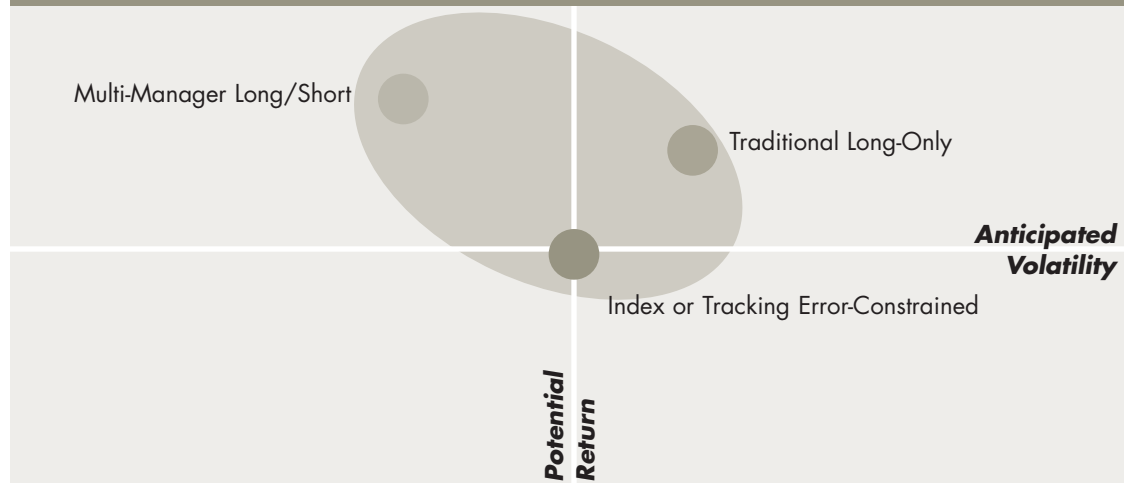 Multi-Manager Long/Short
Traditional Long-Only
Anticipated
Volatility
Index or Tracking Error-Constrained
Potential
Return